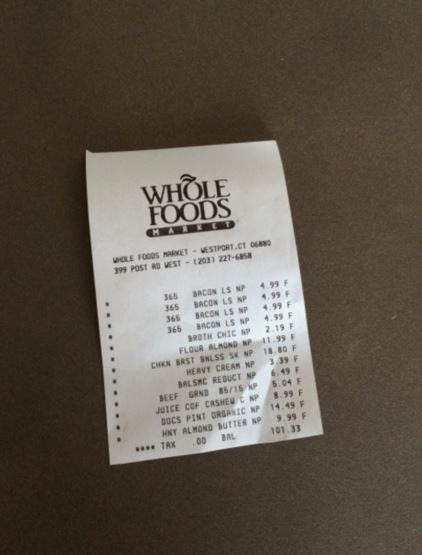 WHOLE
FOODS
MARKET
WHOLE FOODS MARKET - WESTPORT,CT 06880
399 POST RD WEST - (203) 227-6858
365 BACON LS NP 4.99 F
365 BACON LS NP 4.99 F
365 BACON LS NP 4.99 F
365 BACON LS NP 4.99 F
BROTH CHIC NP 2.19 F
FLOUR ALMOND NP 11.99 F
CHKN BRST BNLSS SK NP 18.80 F
HEAVY CREAM NP 3.39 F
BALSMC REDUCT NP 6.49 F
BEEF GRND 85/15 NP 5.04 F
JUICE COF CASHEW C NP 8.99 F
DOCS PINT ORGANIC NP 14.49 F
HNY ALMOND BUTTER NP 9.99 F
**** TAX .00 BAL 101.33